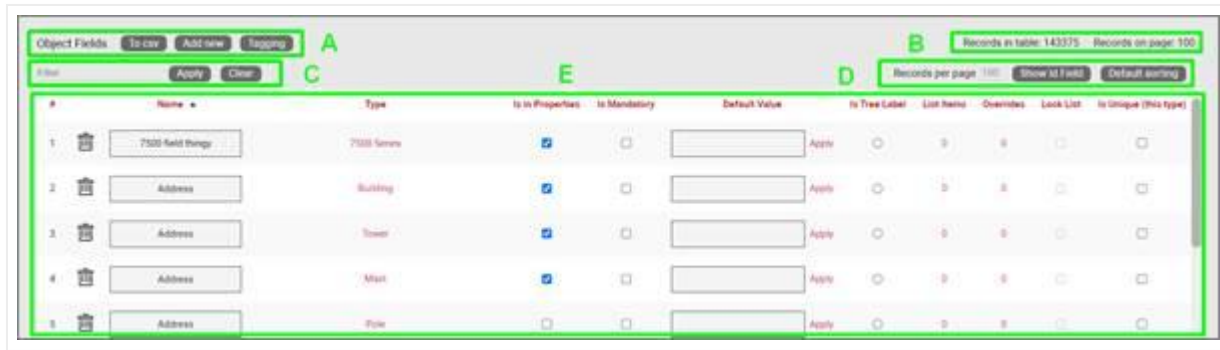 Object Fields To csv Add new Tagging A B Records in table: 143375 Records on page: 100
Filter Apply Clear C E D Records per page 100 Show Id Field Default sorting
# Name Type Is in Properties Is Mandatory Default Value Is Tree Label List Items Overrides Lock List Is Unique (this type)
1 7500 field thingy 7500 Series Apply 0 0
2 Address Building Apply 0 0
3 Address Tower Apply 0 0
4 Address Mast Apply 0 0
5 Address Pole Apply 0 0